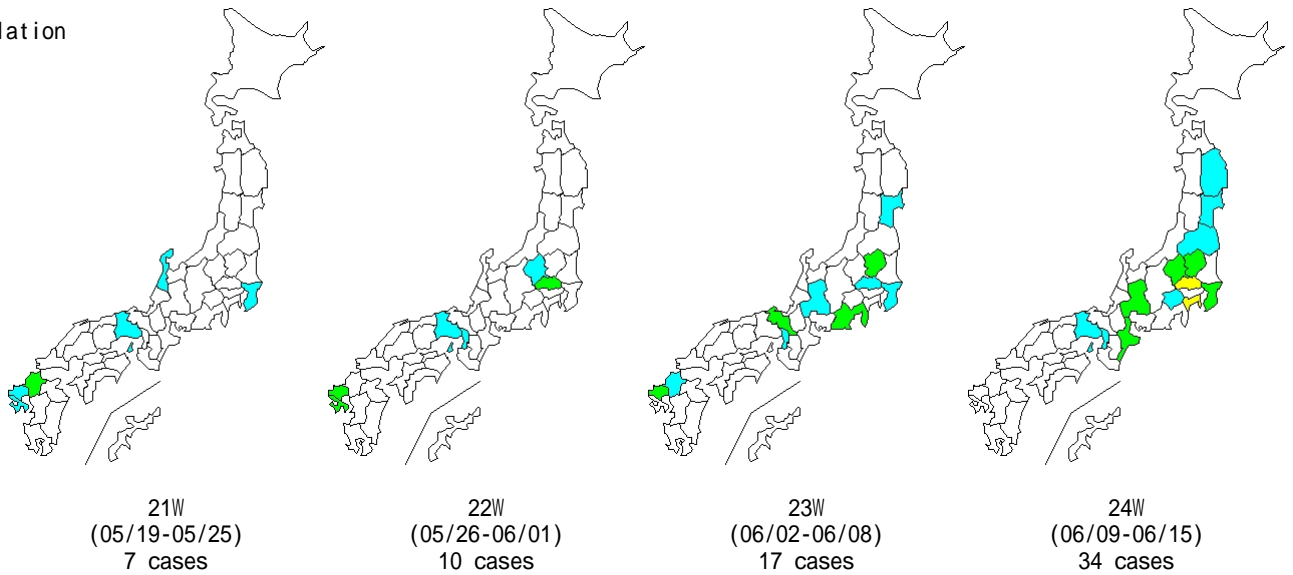 lation
21W
(05/19-05/25)
7 cases
22W
(05/26-06/01)
10 cases
23W
(06/02-06/08)
17 cases
24W
(06/09-06/15)
34 cases